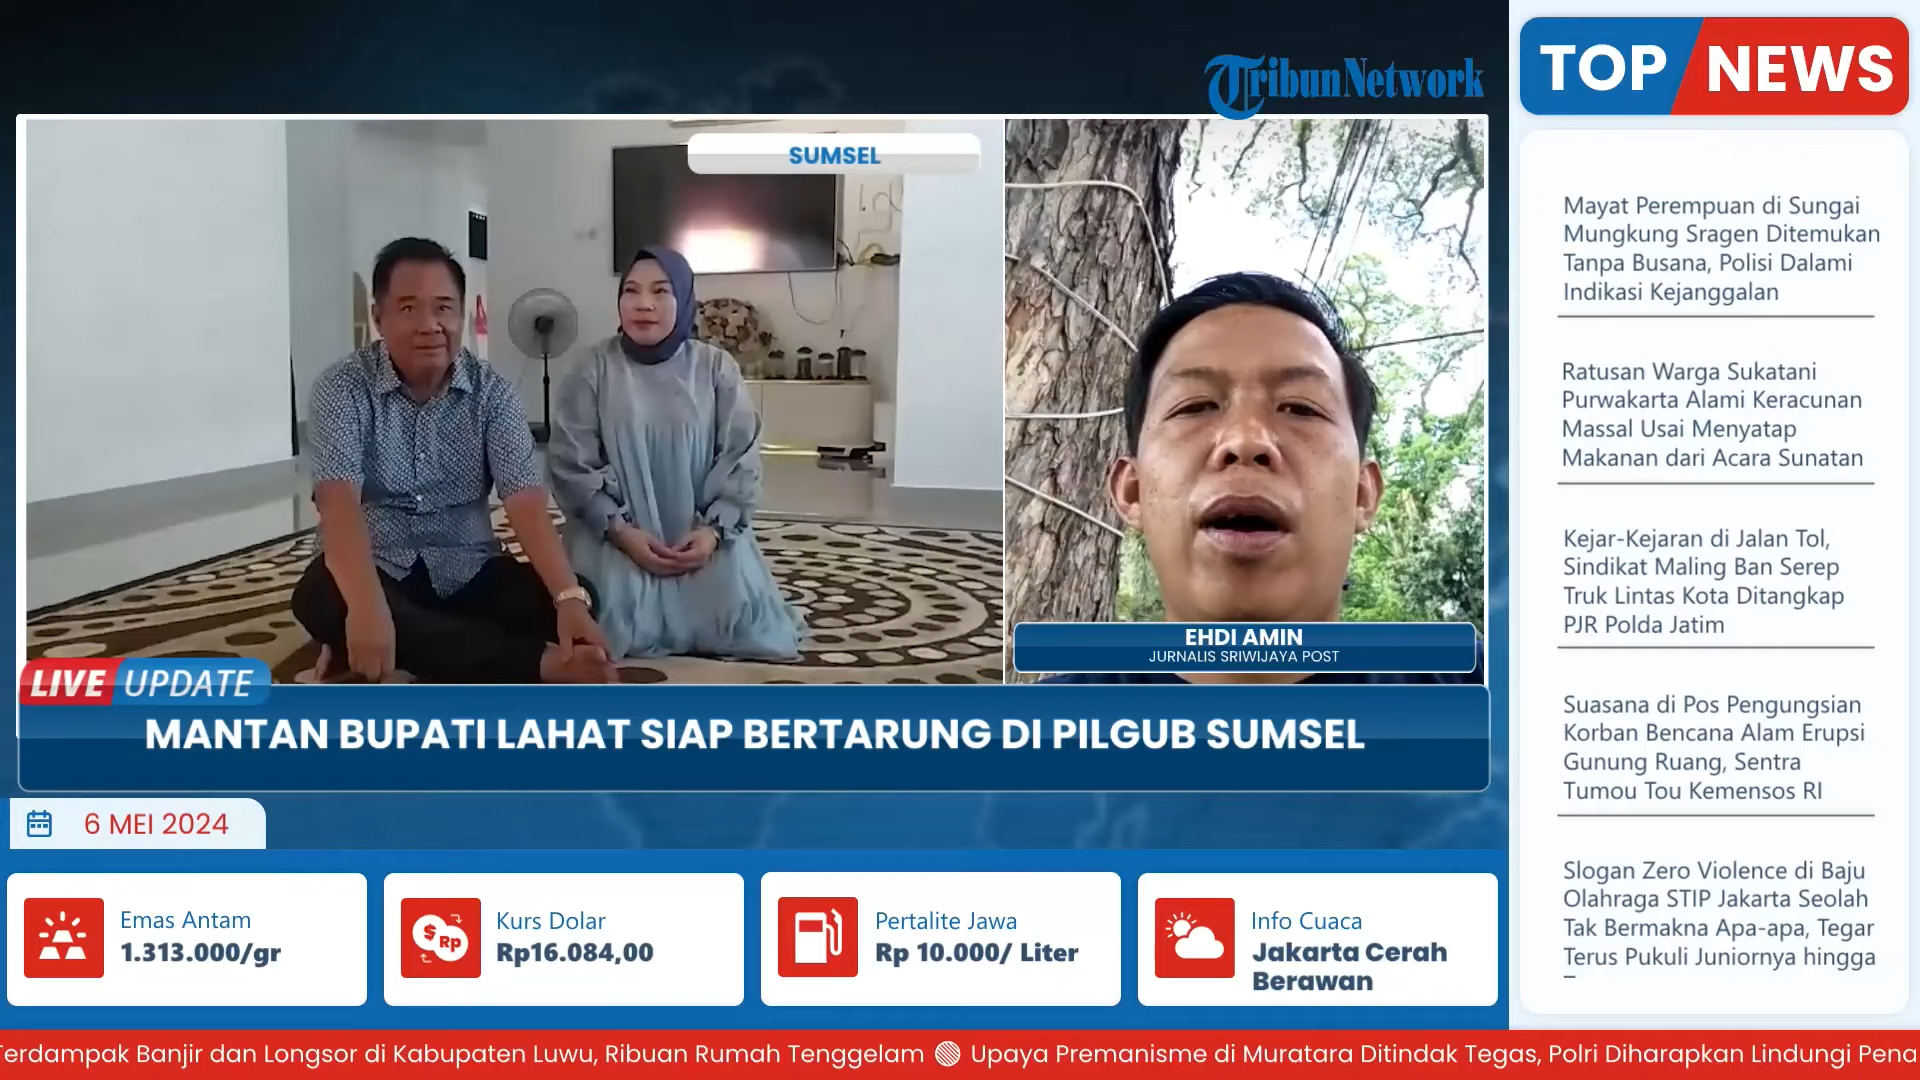 TribunNetwork
SUMSEL
EHDI AMIN
JURNALIS SRIWIJAYA POST
LIVE UPDATE
MANTAN BUPATI LAHAT SIAP BERTARUNG DI PILGUB SUMSEL
6 MEI 2024
Emas Antam
1.313.000/gr
$ Rp
Kurs Dolar
Rp16.084,00
Pertalite Jawa
Rp 10.000/ Liter
Info Cuaca
Jakarta Cerah
Berawan
TOP NEWS
Mayat Perempuan di Sungai
Mungkung Sragen Ditemukan
Tanpa Busana, Polisi Dalami
Indikasi Kejanggalan
Ratusan Warga Sukatani
Purwakarta Alami Keracunan
Massal Usai Menyatap
Makanan dari Acara Sunatan
Kejar-Kejaran di Jalan Tol,
Sindikat Maling Ban Serep
Truk Lintas Kota Ditangkap
PJR Polda Jatim
Suasana di Pos Pengungsian
Korban Bencana Alam Erupsi
Gunung Ruang, Sentra
Tumou Tou Kemensos RI
Slogan Zero Violence di Baju
Olahraga STIP Jakarta Seolah
Tak Bermakna Apa-apa, Tegar
Terus Pukuli Juniornya hingga
Terdampak Banjir dan Longsor di Kabupaten Luwu, Ribuan Rumah Tenggelam Upaya Premanisme di Muratara Ditindak Tegas, Polri Diharapkan Lindungi Pena